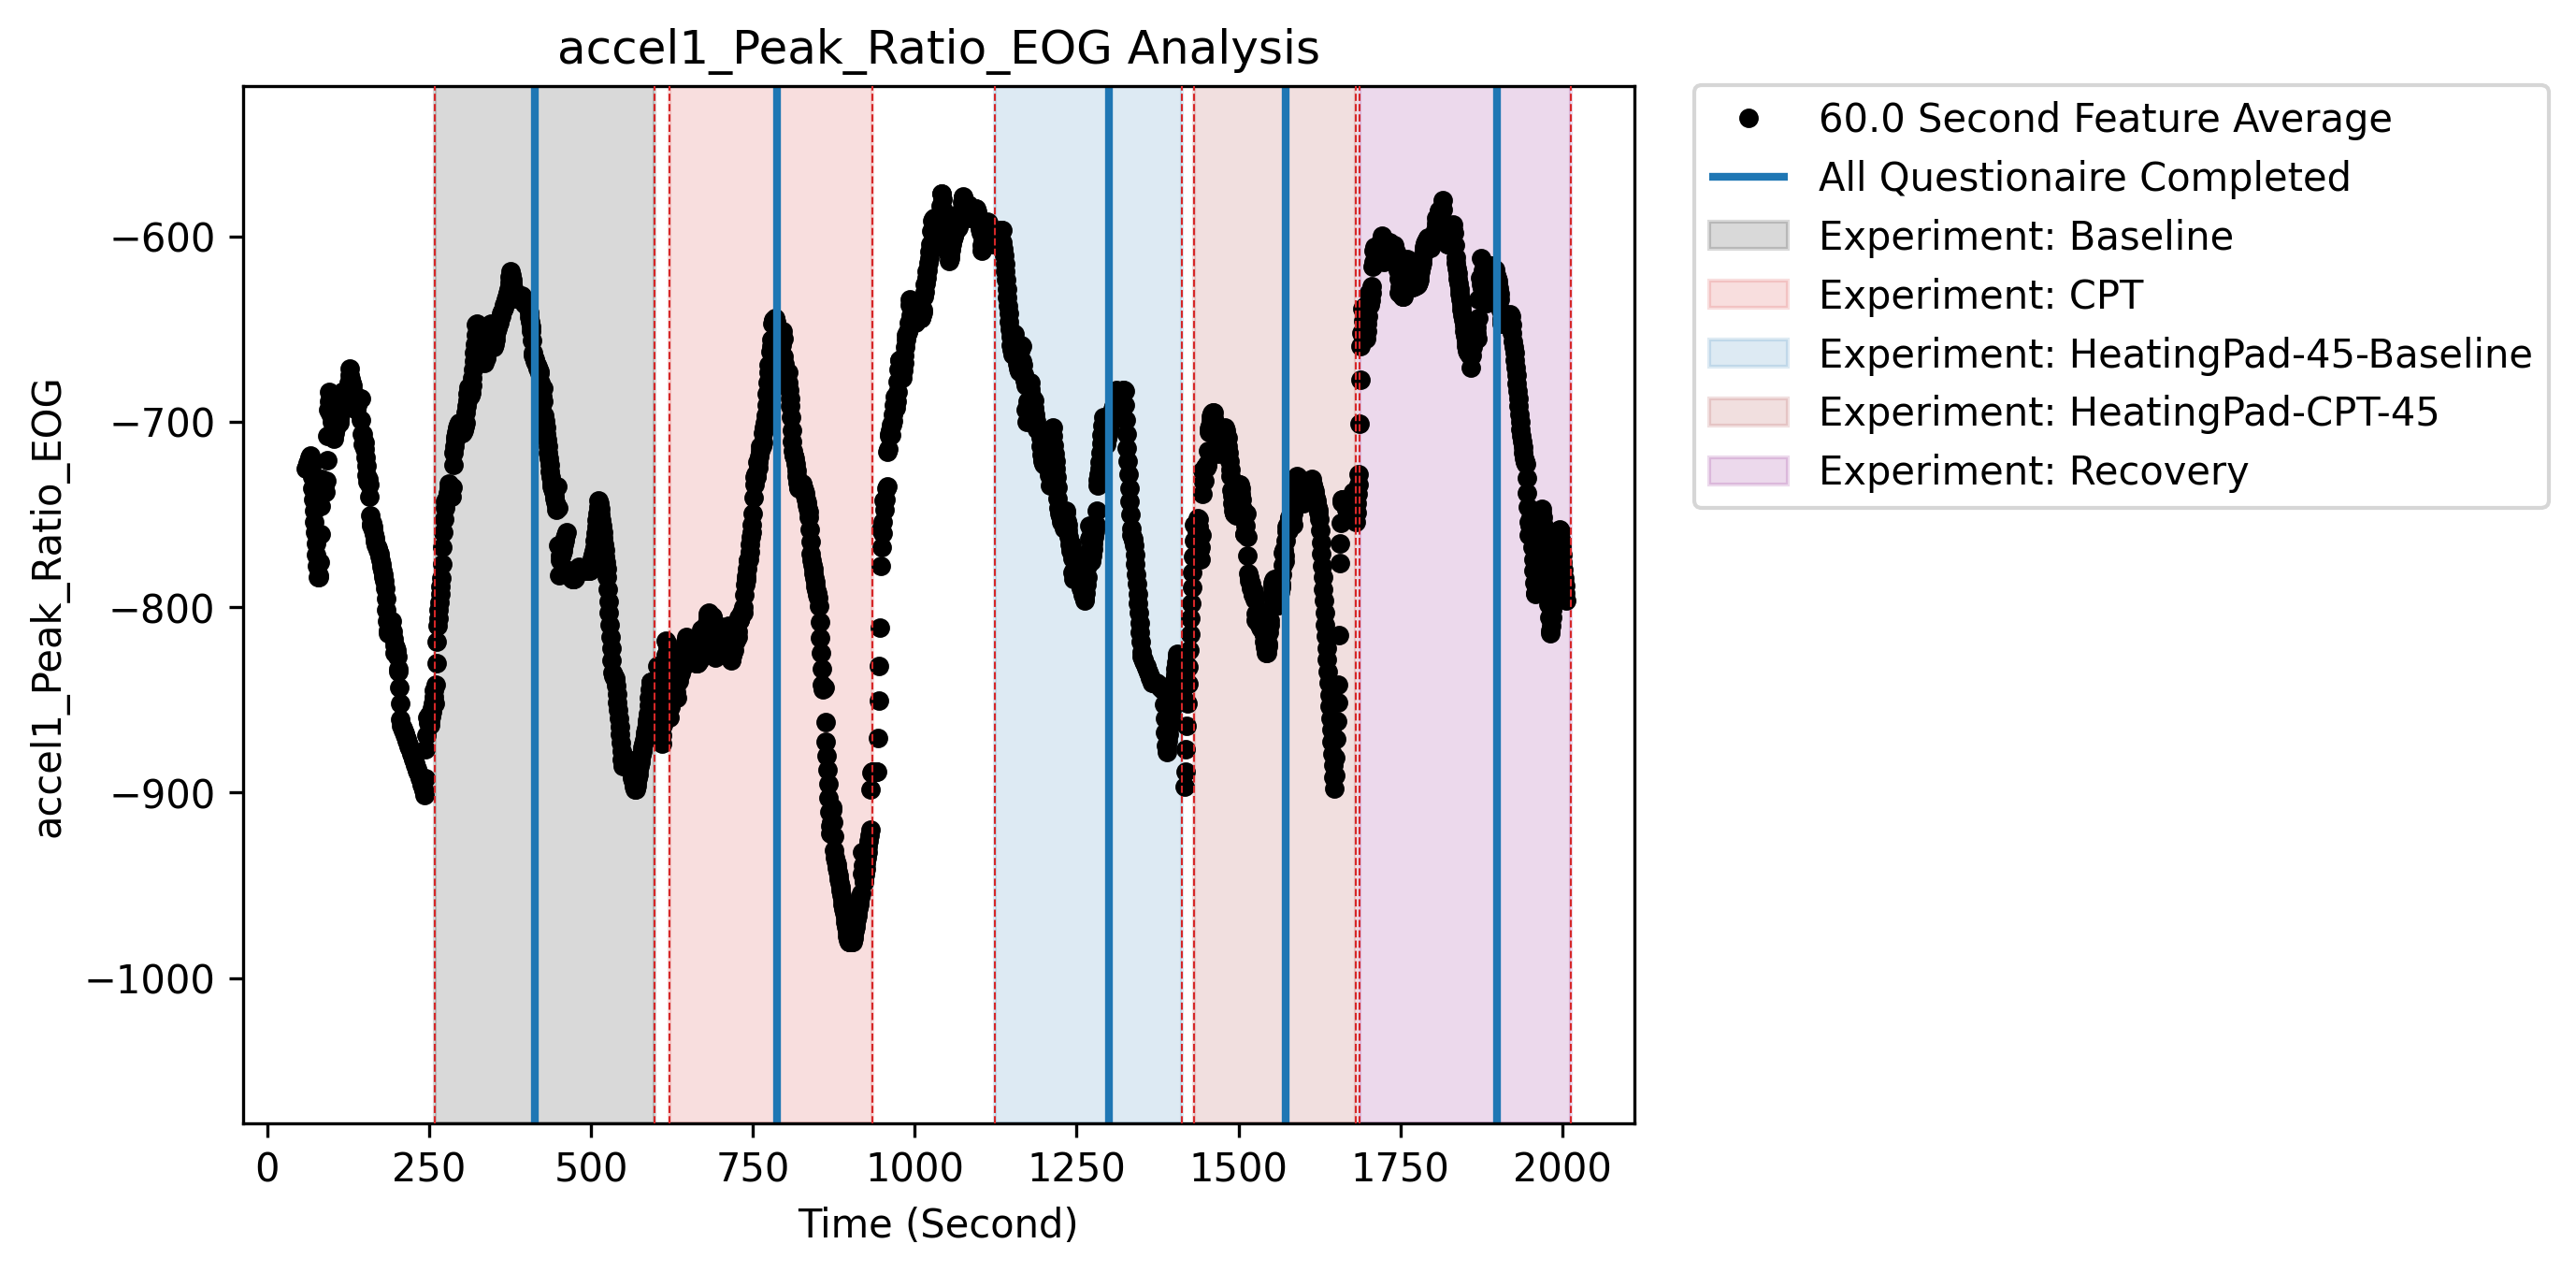 accel1_Peak_Ratio_EOG Analysis
accel1_Peak_Ratio_EOG
−600
−700
−800
−900
−1000
0 250 500 750 1000 1250 1500 1750 2000
Time (Second)
60.0 Second Feature Average
All Questionaire Completed
Experiment: Baseline
Experiment: CPT
Experiment: HeatingPad-45-Baseline
Experiment: HeatingPad-CPT-45
Experiment: Recovery